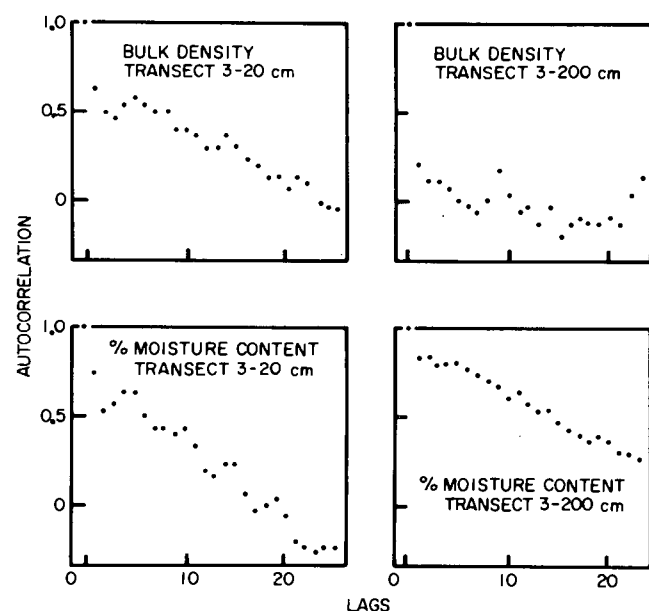 1.0
BULK DENSITY
TRANSECT 3-20 cm
0.5
0
BULK DENSITY
TRANSECT 3-200 cm
AUTOCORRELATION
1.0
% MOISTURE CONTENT
TRANSECT 3-20 cm
0.5
0
% MOISTURE CONTENT
TRANSECT 3-200 cm
0 10 20 0 10 20
LAGS